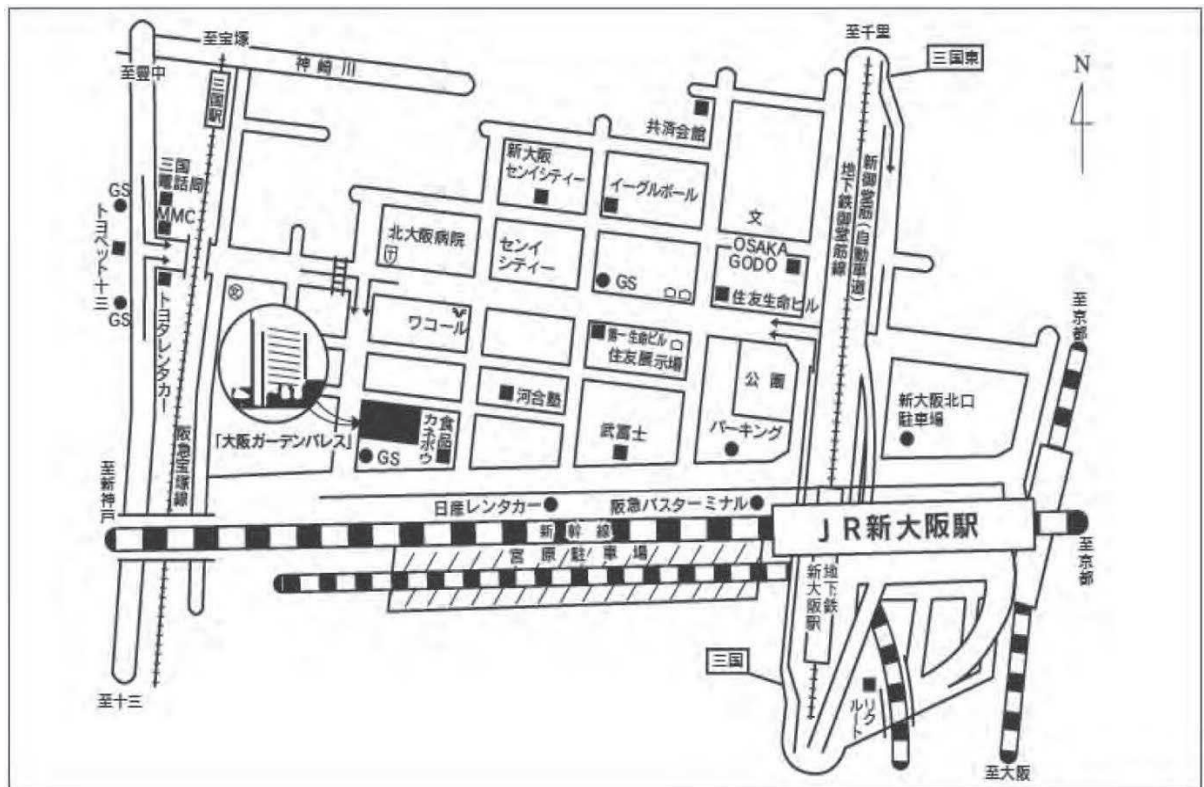 至宝塚
至千里
三国東
至豊中
神崎川
N
三国駅
共済会館
新大阪
センイシティー
イーグルボール
三国
電話局
GS
MMC
トヨペット十三
GS
トヨタレンタカー
北大阪病院
センイ
シティー
文
OSAKA
GODO
GS
住友生命ビル
新御堂筋(自動車道)
地下鉄御堂筋線
至京都
ワコール
第一生命ビル
住友展示場
公園
新大阪北口
駐車場
河合塾
「大阪ガーデンパレス」
カネボウ
食品
GS
武富士
パーキング
阪急宝塚線
至新神戸
日産レンタカー
阪急バスターミナル
新幹線
宮原駐車場
JR新大阪駅
至京都
地下鉄
新大阪駅
三国
リク
ルート
至十三
至大阪